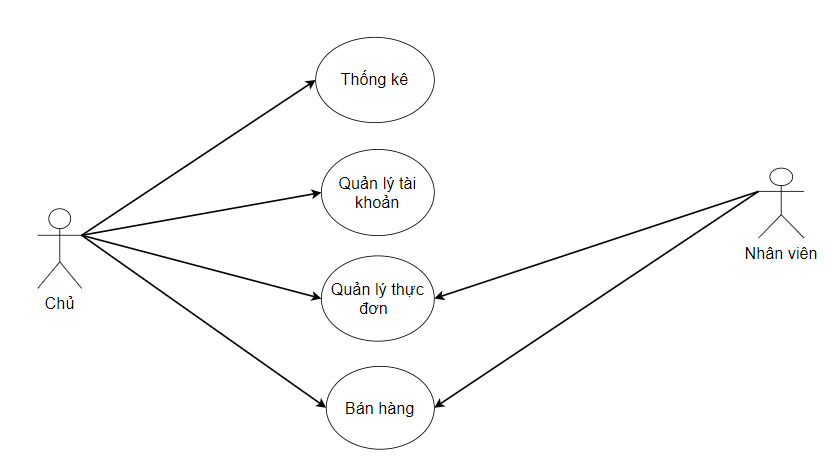 Thống kê
Quản lý tài
khoản
Nhân viên
Quản lý thực
đơn
Chủ
Bán hàng